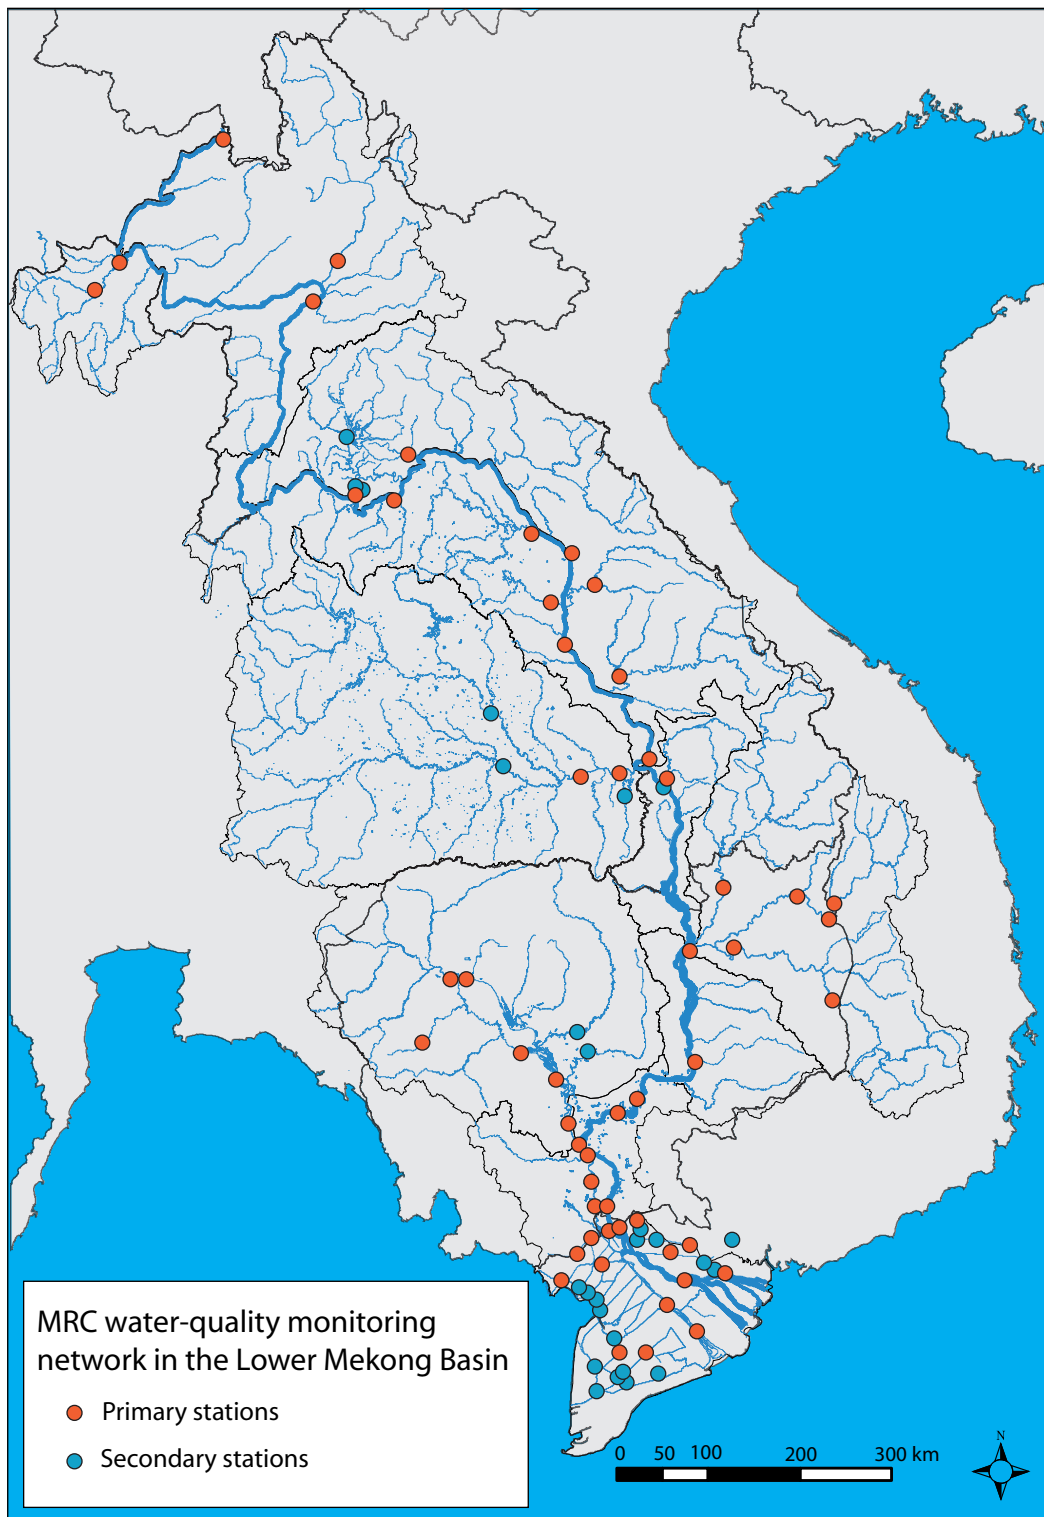 MRC water-quality monitoring
network in the Lower Mekong Basin
Primary stations
Secondary stations
0 50 100 200 300 km
N